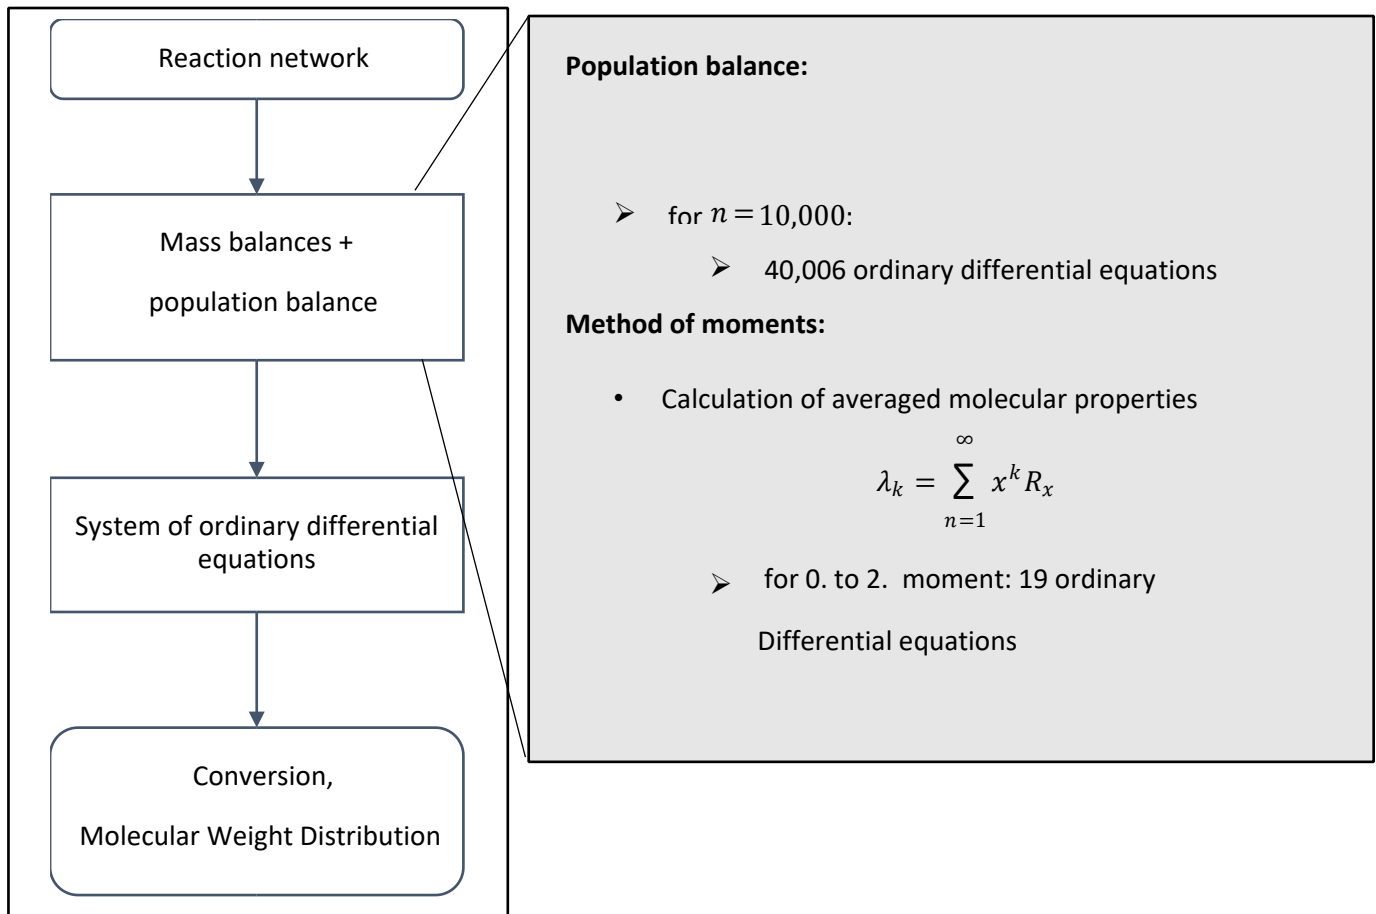 Reaction network
Mass balances +
population balance
System of ordinary differential
equations
Conversion,
Molecular Weight Distribution
Population balance:
➢ for n = 10,000:
➢ 40,006 ordinary differential equations
Method of moments:
• Calculation of averaged molecular properties
∞
λₖ = ∑ xᵏRₓ
n=1
➢ for 0. to 2. moment: 19 ordinary
Differential equations